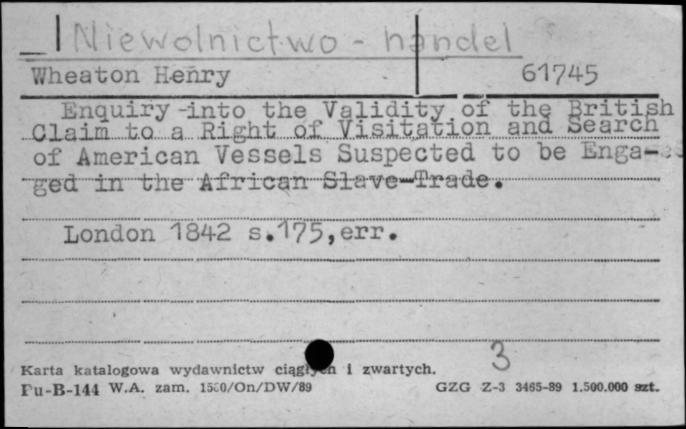 Niewolnictwo - handel
Wheaton Henry 61745
Enquiry into the Validity of the British
Claim to a Right of Visitation and Search
of American Vessels Suspected to be Enga-
ged in the African Slave-Trade.
London 1842 s.175,err.
3
Karta katalogowa wydawnictw ciągłych i zwartych.
Pu-B-144 W.A. zam. 1500/On/DW/89 GZG Z-3 3465-89 1.500.000 szt.